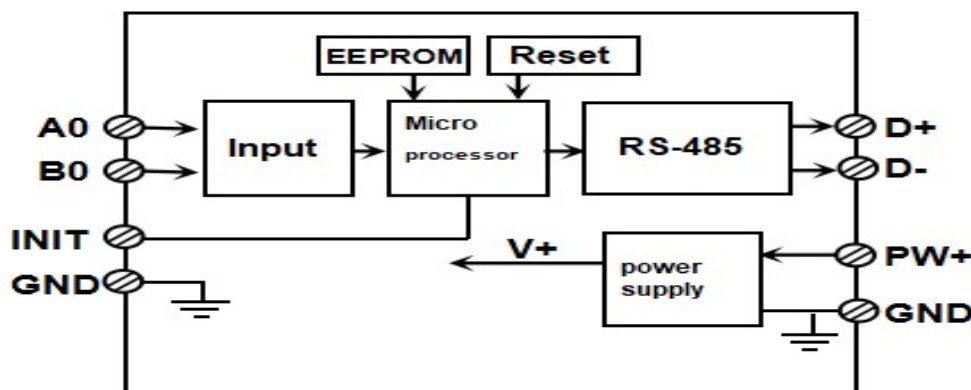 EEPROM
Reset
A0
B0
Input
Micro
processor
RS-485
D+
D-
INIT
GND
V+
power
supply
PW+
GND